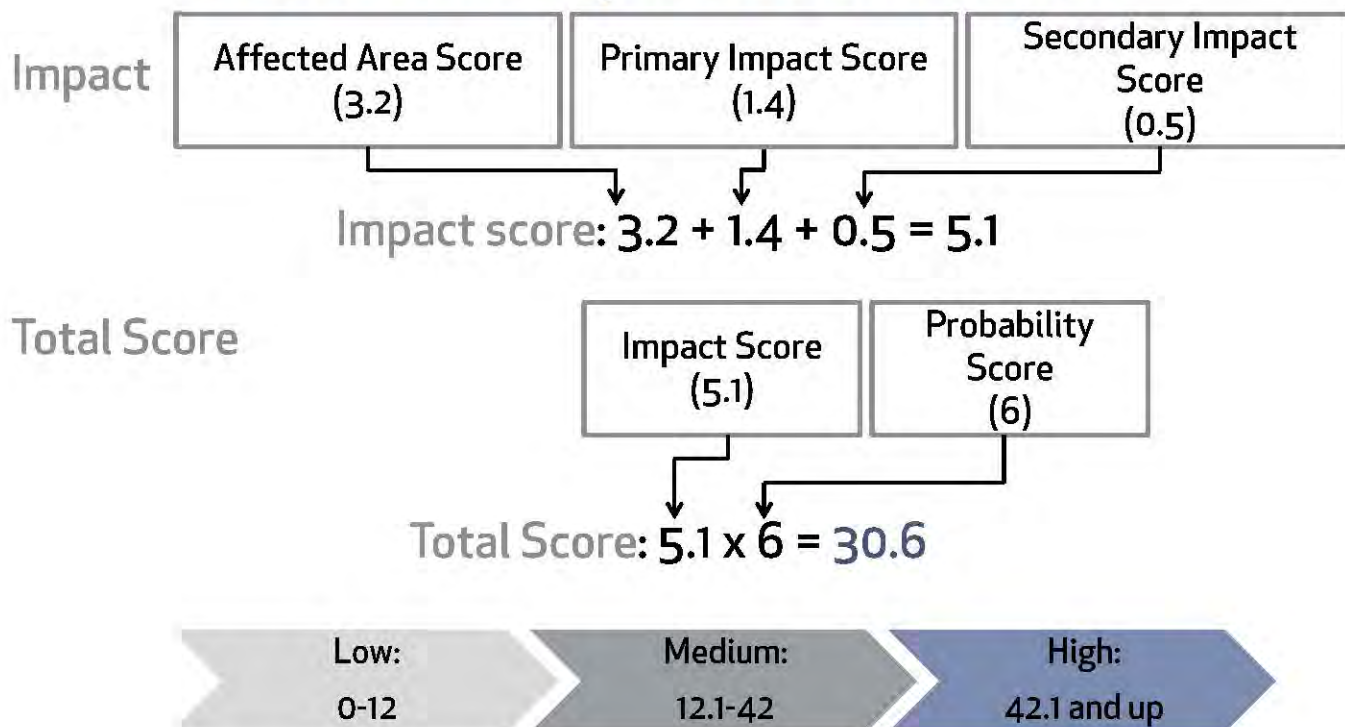 Impact
Affected Area Score
(3.2)
Primary Impact Score
(1.4)
Secondary Impact
Score
(0.5)
Impact score: 3.2 + 1.4 + 0.5 = 5.1
Total Score
Impact Score
(5.1)
Probability
Score
(6)
Total Score: 5.1 x 6 = 30.6
Low:
0-12
Medium:
12.1-42
High:
42.1 and up